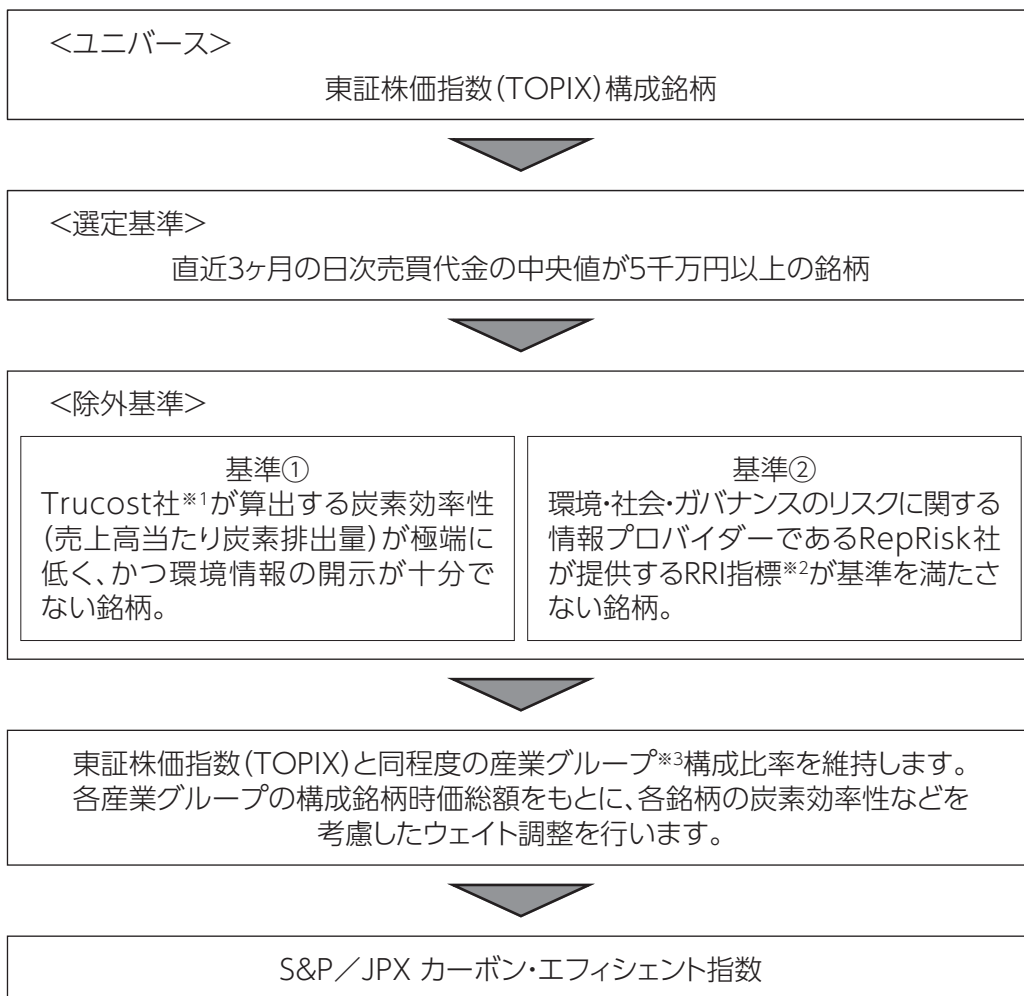 <ユニバース>
東証株価指数(TOPIX)構成銘柄
<選定基準>
直近3ヶ月の日次売買代金の中央値が5千万円以上の銘柄
<除外基準>
基準①
Trucost社※1が算出する炭素効率性
(売上高当たり炭素排出量)が極端に
低く、かつ環境情報の開示が十分で
ない銘柄。
基準②
環境・社会・ガバナンスのリスクに関する
情報プロバイダーであるRepRisk社
が提供するRRI指標※2が基準を満たさ
ない銘柄。
東証株価指数(TOPIX)と同程度の産業グループ※3構成比率を維持します。
各産業グループの構成銘柄時価総額をもとに、各銘柄の炭素効率性などを
考慮したウェイト調整を行います。
S&P／JPX カーボン・エフィシェント指数